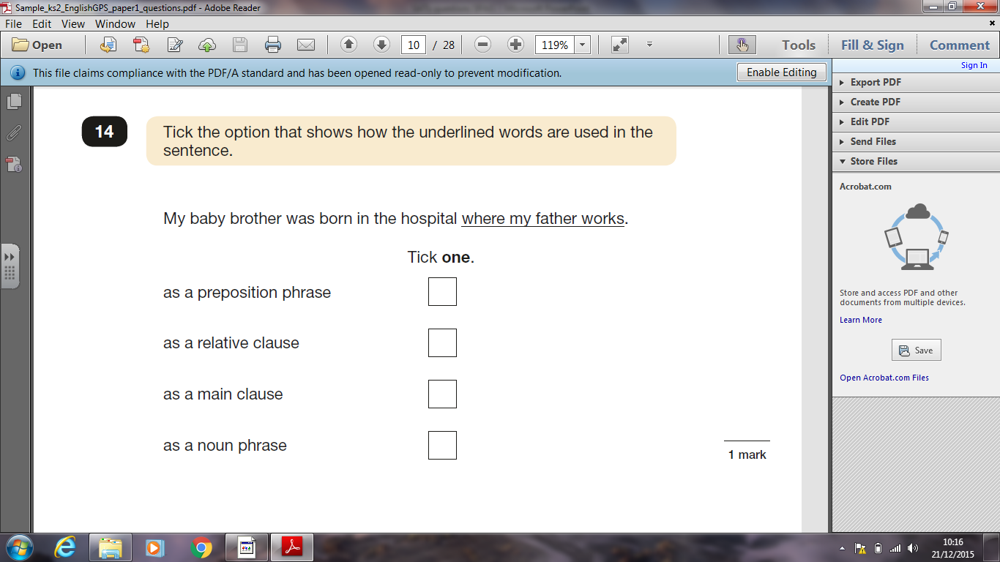 Sample_ks2_EnglishGPS_paper1_questions.pdf - Adobe Reader
File Edit View Window Help
Open 10 / 28 119% Tools Fill & Sign Comment
This file claims compliance with the PDF/A standard and has been opened read-only to prevent modification. Enable Editing
Sign In
Export PDF
Create PDF
Edit PDF
Send Files
Store Files
Acrobat.com
Store and access PDF and other
documents from multiple devices.
Learn More
Save
Open Acrobat.com Files
14 Tick the option that shows how the underlined words are used in the
sentence.
My baby brother was born in the hospital where my father works.
Tick one.
as a preposition phrase
as a relative clause
as a main clause
as a noun phrase
1 mark
10:16
21/12/2015